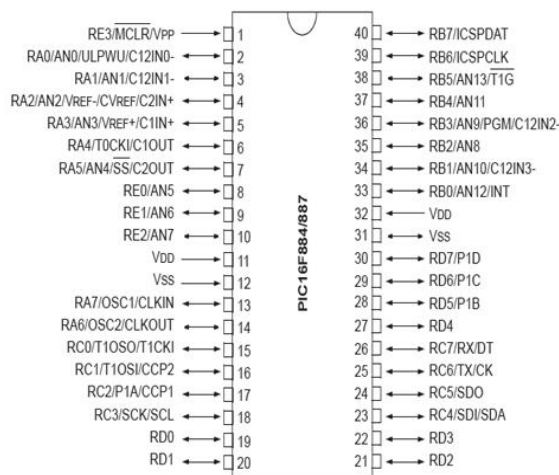 RE3/MCLR/VPP 1
RA0/AN0/ULPWU/C12IN0- 2
RA1/AN1/C12IN1- 3
RA2/AN2/VREF-/CVREF/C2IN+ 4
RA3/AN3/VREF+/C1IN+ 5
RA4/T0CKI/C1OUT 6
RA5/AN4/SS/C2OUT 7
RE0/AN5 8
RE1/AN6 9
RE2/AN7 10
VDD 11
VSS 12
RA7/OSC1/CLKIN 13
RA6/OSC2/CLKOUT 14
RC0/T1OSO/T1CKI 15
RC1/T1OSI/CCP2 16
RC2/P1A/CCP1 17
RC3/SCK/SCL 18
RD0 19
RD1 20
PIC16F884/887
40 RB7/ICSPDAT
39 RB6/ICSPCLK
38 RB5/AN13/T1G
37 RB4/AN11
36 RB3/AN9/PGM/C12IN2-
35 RB2/AN8
34 RB1/AN10/C12IN3-
33 RB0/AN12/INT
32 VDD
31 VSS
30 RD7/P1D
29 RD6/P1C
28 RD5/P1B
27 RD4
26 RC7/RX/DT
25 RC6/TX/CK
24 RC5/SDO
23 RC4/SDI/SDA
22 RD3
21 RD2